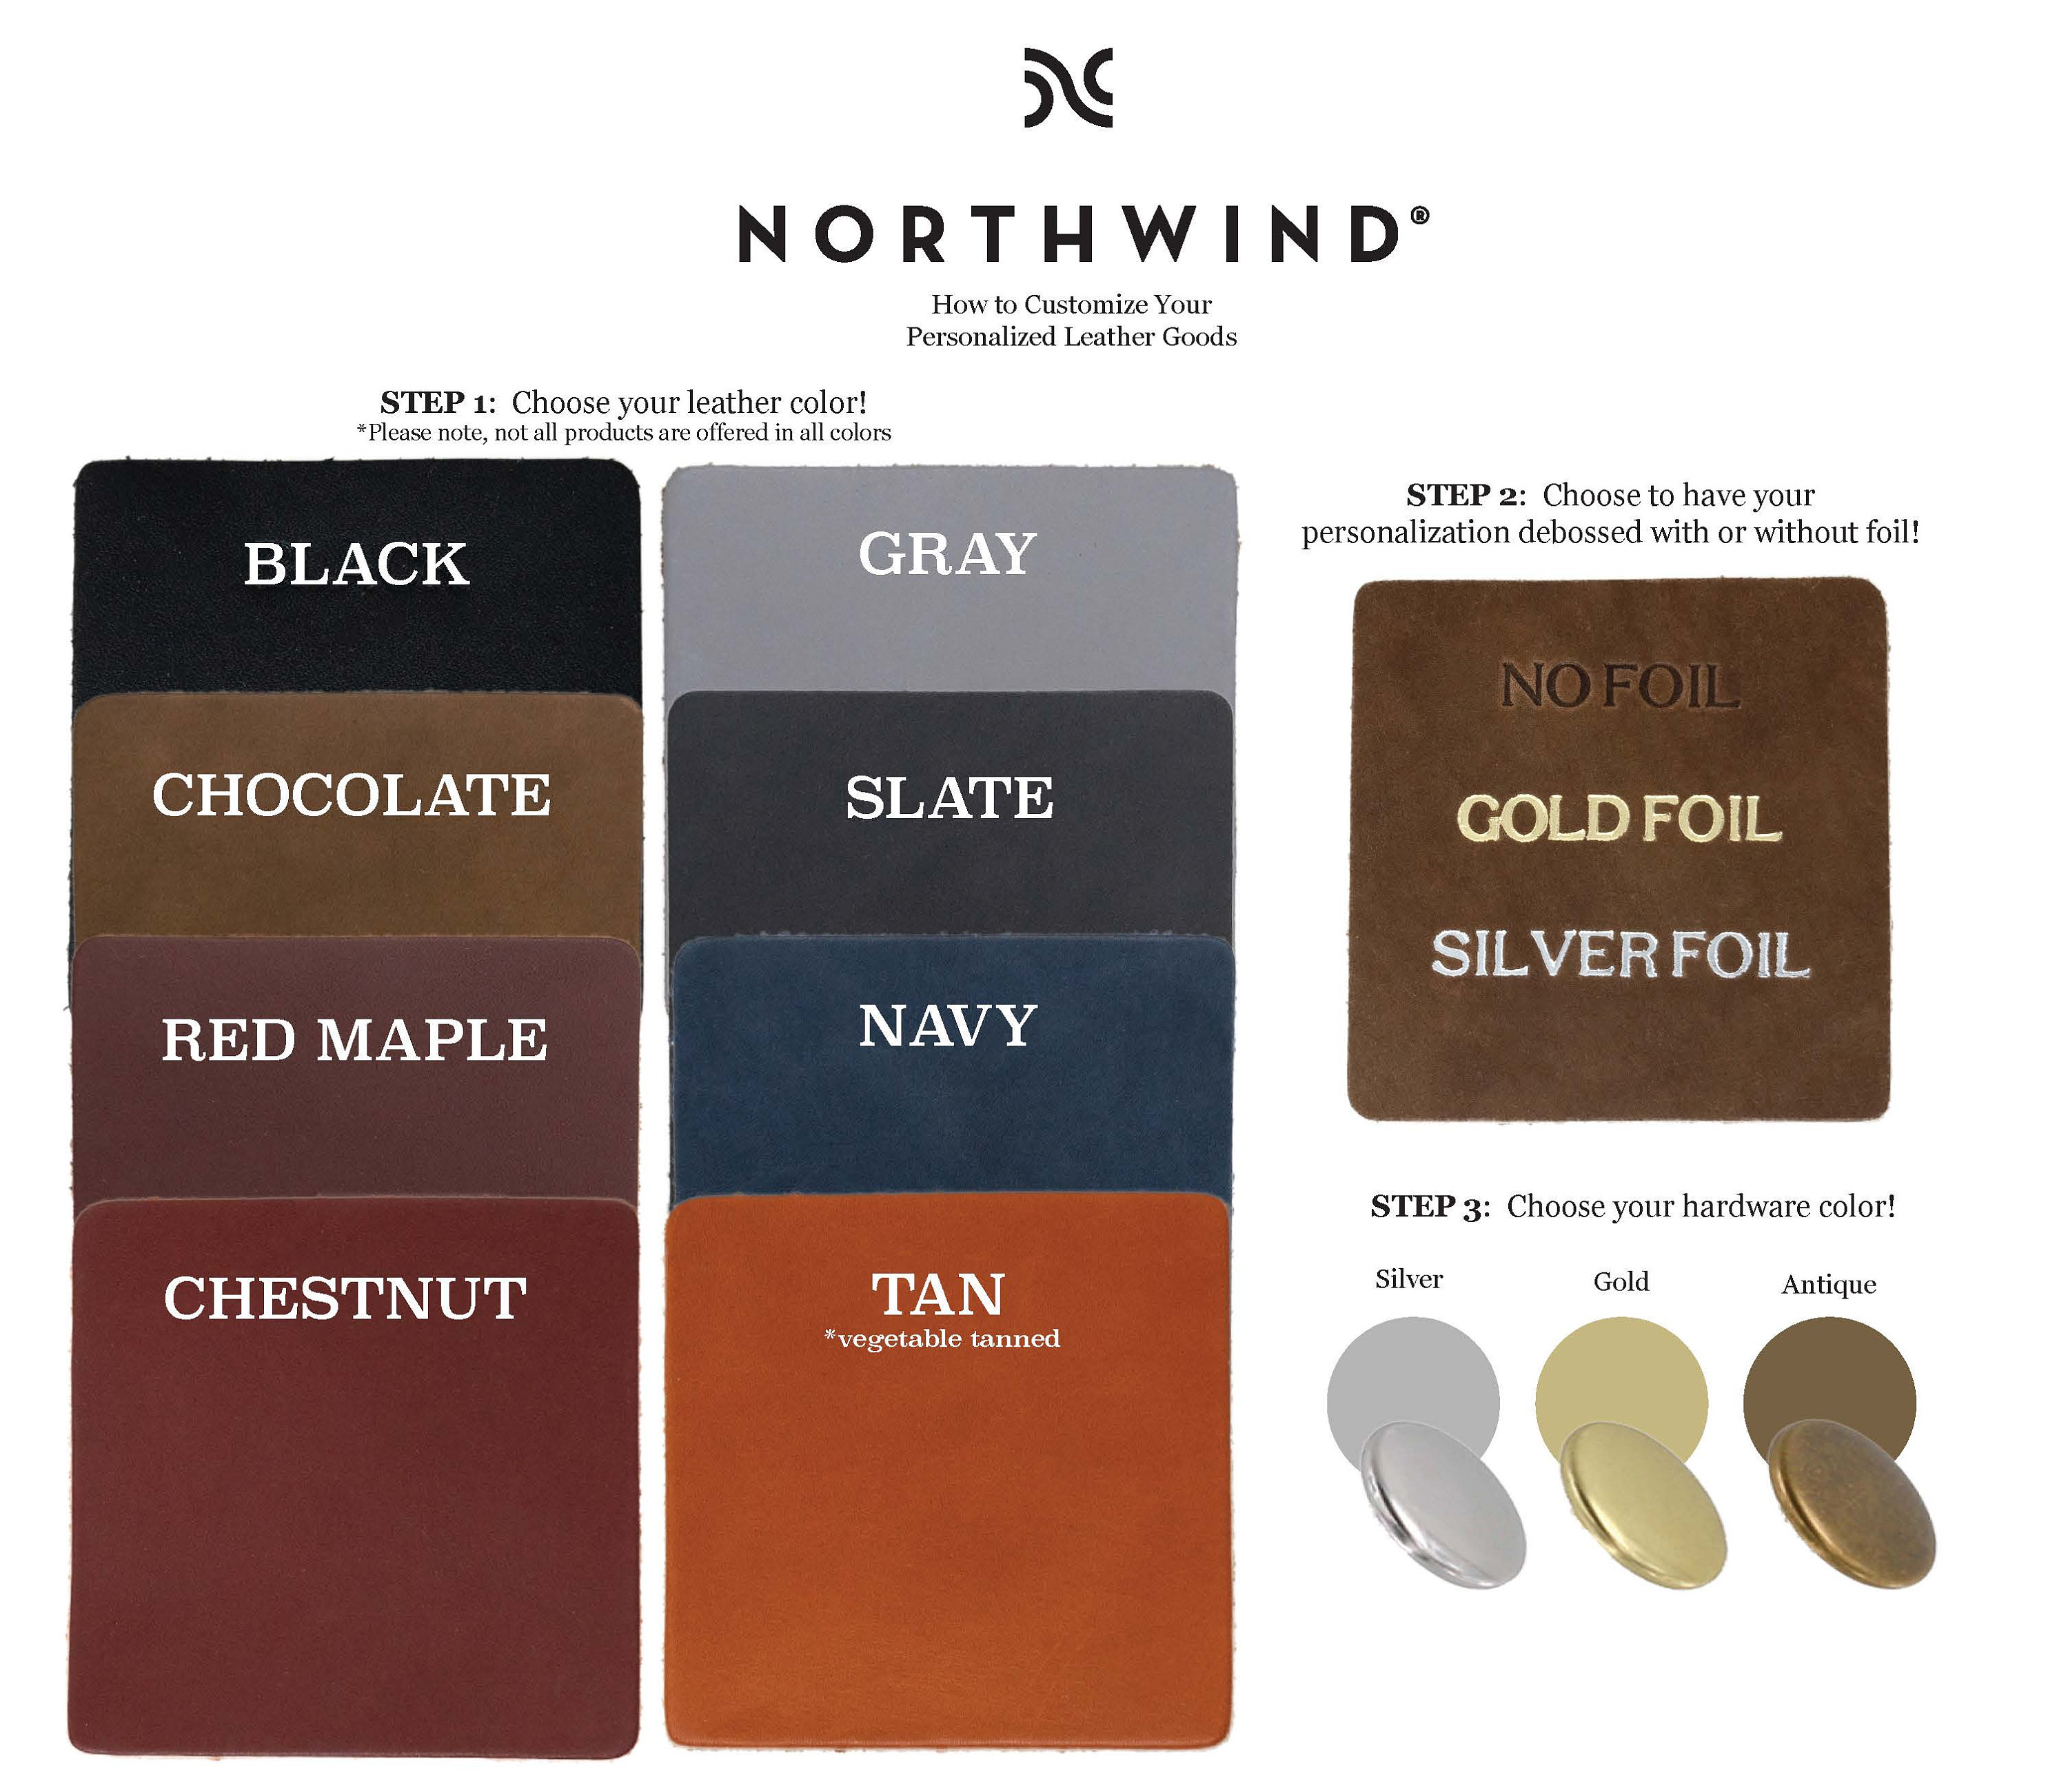 NORTHWIND®
How to Customize Your
Personalized Leather Goods
STEP 1: Choose your leather color!
*Please note, not all products are offered in all colors
BLACK
CHOCOLATE
RED MAPLE
CHESTNUT
GRAY
SLATE
NAVY
TAN
*vegetable tanned
STEP 2: Choose to have your
personalization debossed with or without foil!
NO FOIL
GOLD FOIL
SILVER FOIL
STEP 3: Choose your hardware color!
Silver
Gold
Antique